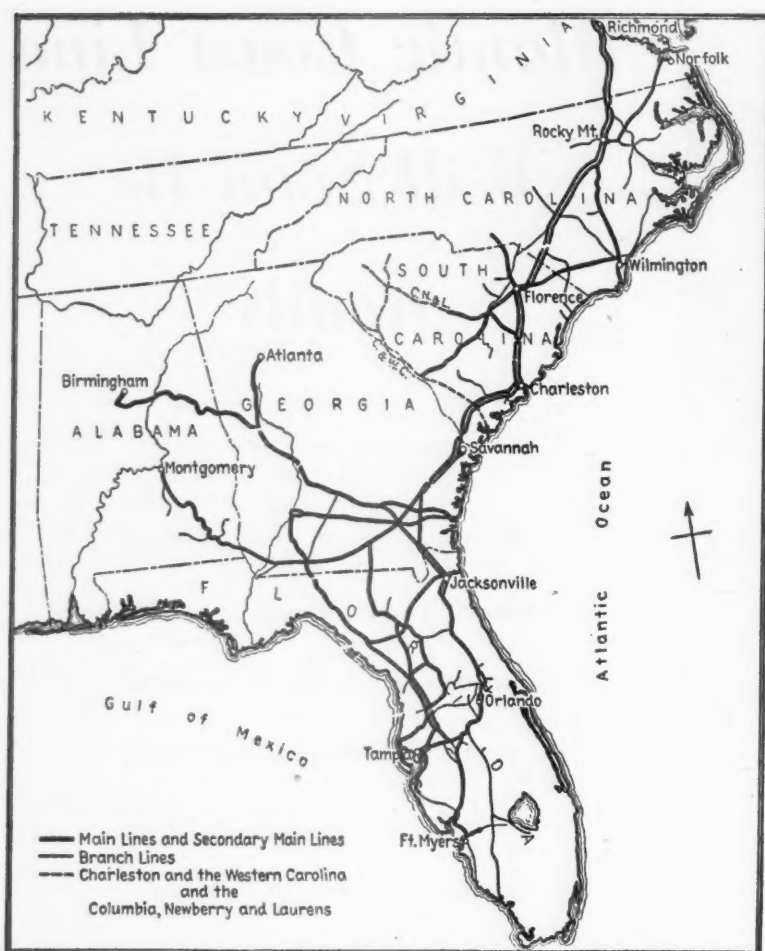 Richmond
Norfolk
KENTUCKY
VIRGINIA
Rocky Mt.
NORTH CAROLINA
TENNESSEE
Wilmington
SOUTH
CAROLINA
Florence
C.N.&L.
C.&W.C.
Atlanta
Birmingham
GEORGIA
Charleston
ALABAMA
Savannah
Montgomery
Atlantic Ocean
Jacksonville
FLORIDA
Orlando
Gulf of Mexico
Tampa
Ft. Myers
Main Lines and Secondary Main Lines
Branch Lines
Charleston and the Western Carolina
and the
Columbia, Newberry and Laurens